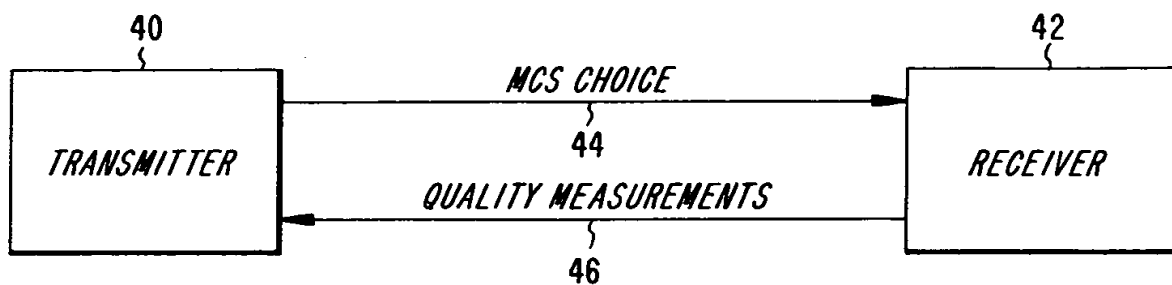 40
42
MCS CHOICE
44
TRANSMITTER
RECEIVER
QUALITY MEASUREMENTS
46